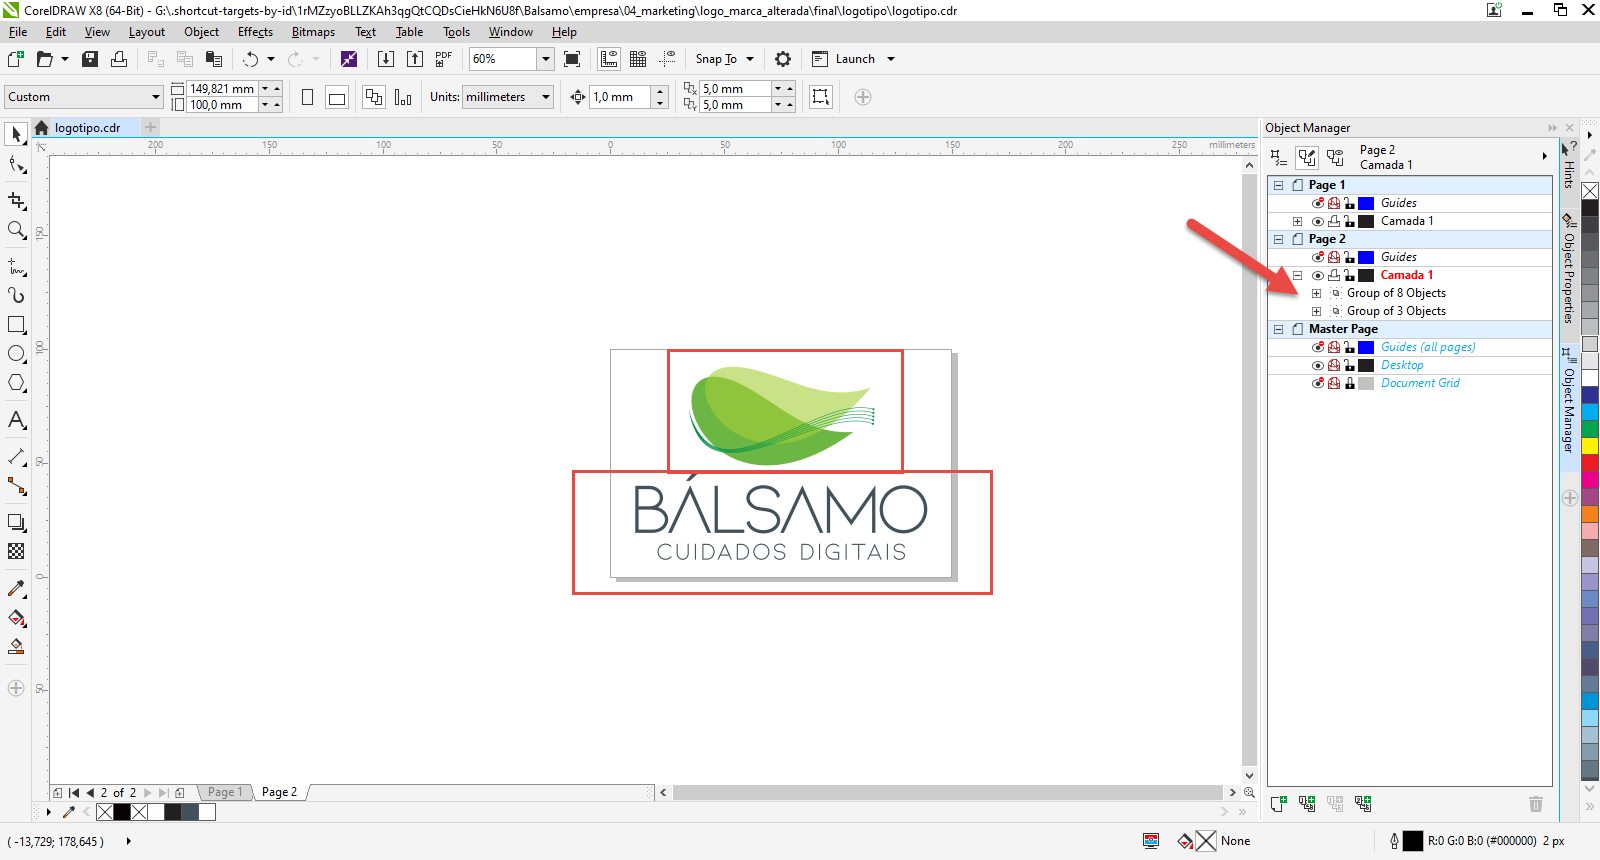 CorelDRAW X8 (64-Bit) - G:\.shortcut-targets-by-id\1rMZzyoBLLZKAh3qgQtCQDsCieHkN6U8f\Balsamo\empresa\04_marketing\logo_marca_alterada\final\logotipo\logotipo.cdr
File Edit View Layout Object Effects Bitmaps Text Table Tools Window Help
PDF 60% Snap To Launch
Custom 149,821 mm 100,0 mm Units: millimeters 1,0 mm 5,0 mm 5,0 mm
logotipo.cdr
200 150 100 50 0 50 100 150 200 250 millimeters
150
100
50
0
50
BÁLSAMO
CUIDADOS DIGITAIS
2 of 2 Page 1 Page 2
Object Manager
Page 2
Camada 1
Page 1
Guides
Camada 1
Page 2
Guides
Camada 1
Group of 8 Objects
Group of 3 Objects
Master Page
Guides (all pages)
Desktop
Document Grid
Hints
Object Properties
Object Manager
( -13,729; 178,645 ) None R:0 G:0 B:0 (#000000) 2 px